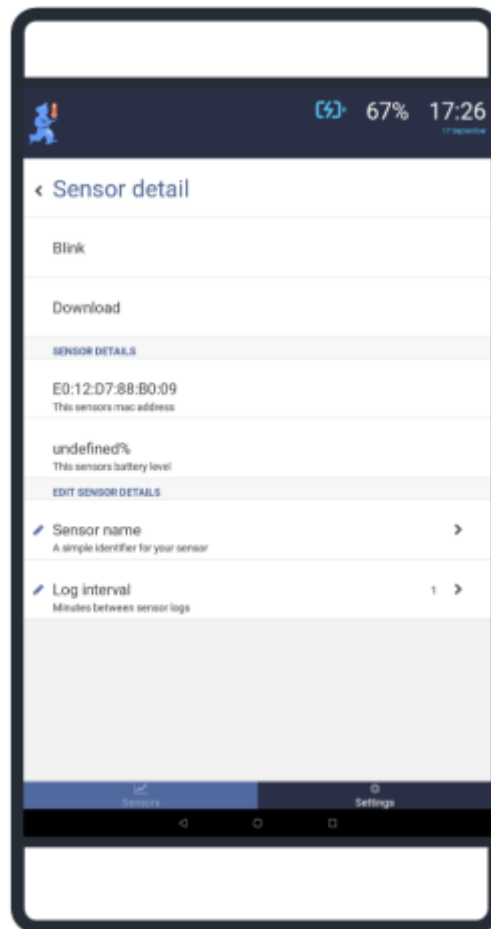 67% 17:26
17 September
Sensor detail
Blink
Download
SENSOR DETAILS
E0:12:D7:88:B0:09
This sensors mac address
undefined%
This sensors battery level
EDIT SENSOR DETAILS
Sensor name
A simple identifier for your sensor
Log interval 1
Minutes between sensor logs
Sensors Settings